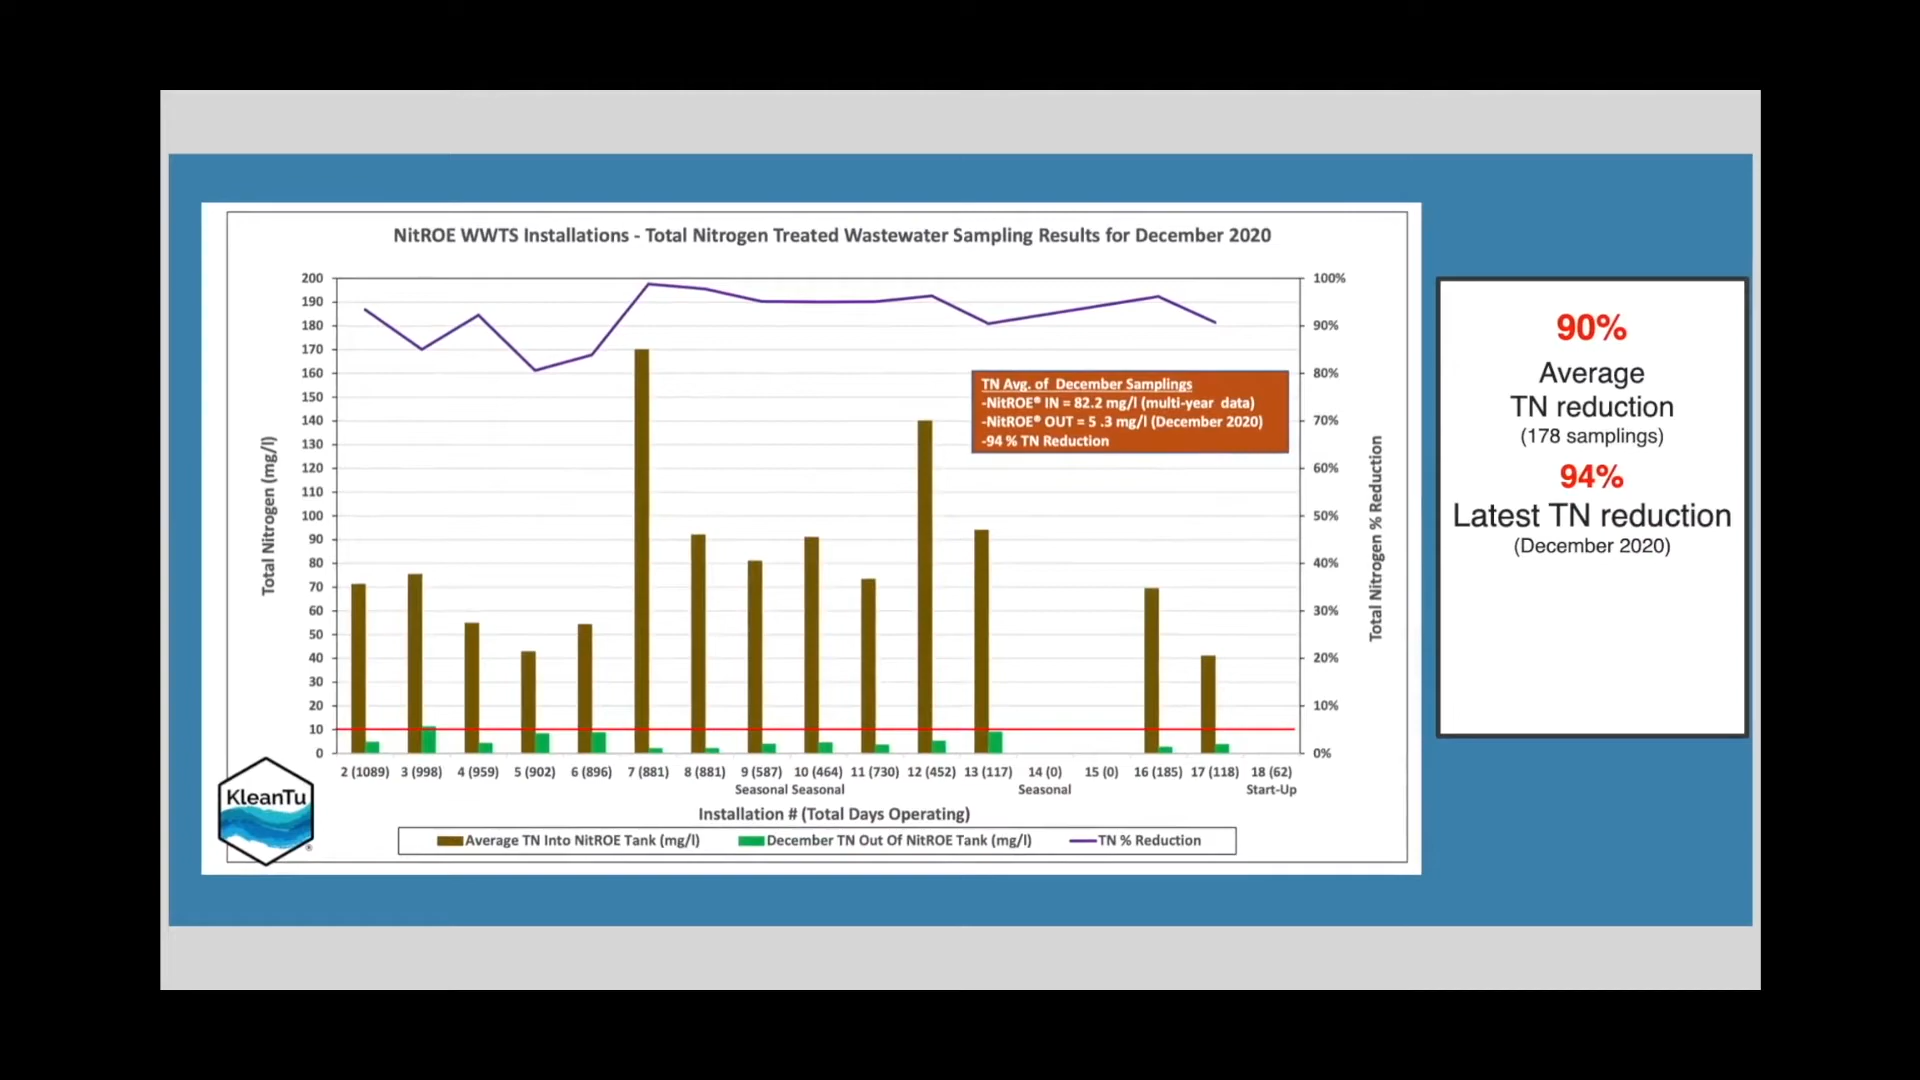 NitROE WWTS Installations - Total Nitrogen Treated Wastewater Sampling Results for December 2020
Total Nitrogen (mg/l)
200
190
180
170
160
150
140
130
120
110
100
90
80
70
60
50
40
30
20
10
0
TN Avg. of December Samplings
-NitROE® IN = 82.2 mg/l (multi-year data)
-NitROE® OUT = 5 .3 mg/l (December 2020)
-94 % TN Reduction
100%
90%
80%
70%
60%
50%
40%
30%
20%
10%
0%
Total Nitrogen % Reduction
2 (1089) 3 (998) 4 (959) 5 (902) 6 (896) 7 (881) 8 (881) 9 (587) 10 (464) 11 (730) 12 (452) 13 (117) 14 (0) 15 (0) 16 (185) 17 (118) 18 (62)
Seasonal Seasonal Seasonal Start-Up
Installation # (Total Days Operating)
Average TN Into NitROE Tank (mg/l) December TN Out Of NitROE Tank (mg/l) TN % Reduction
KleanTu
®
90%
Average
TN reduction
(178 samplings)
94%
Latest TN reduction
(December 2020)